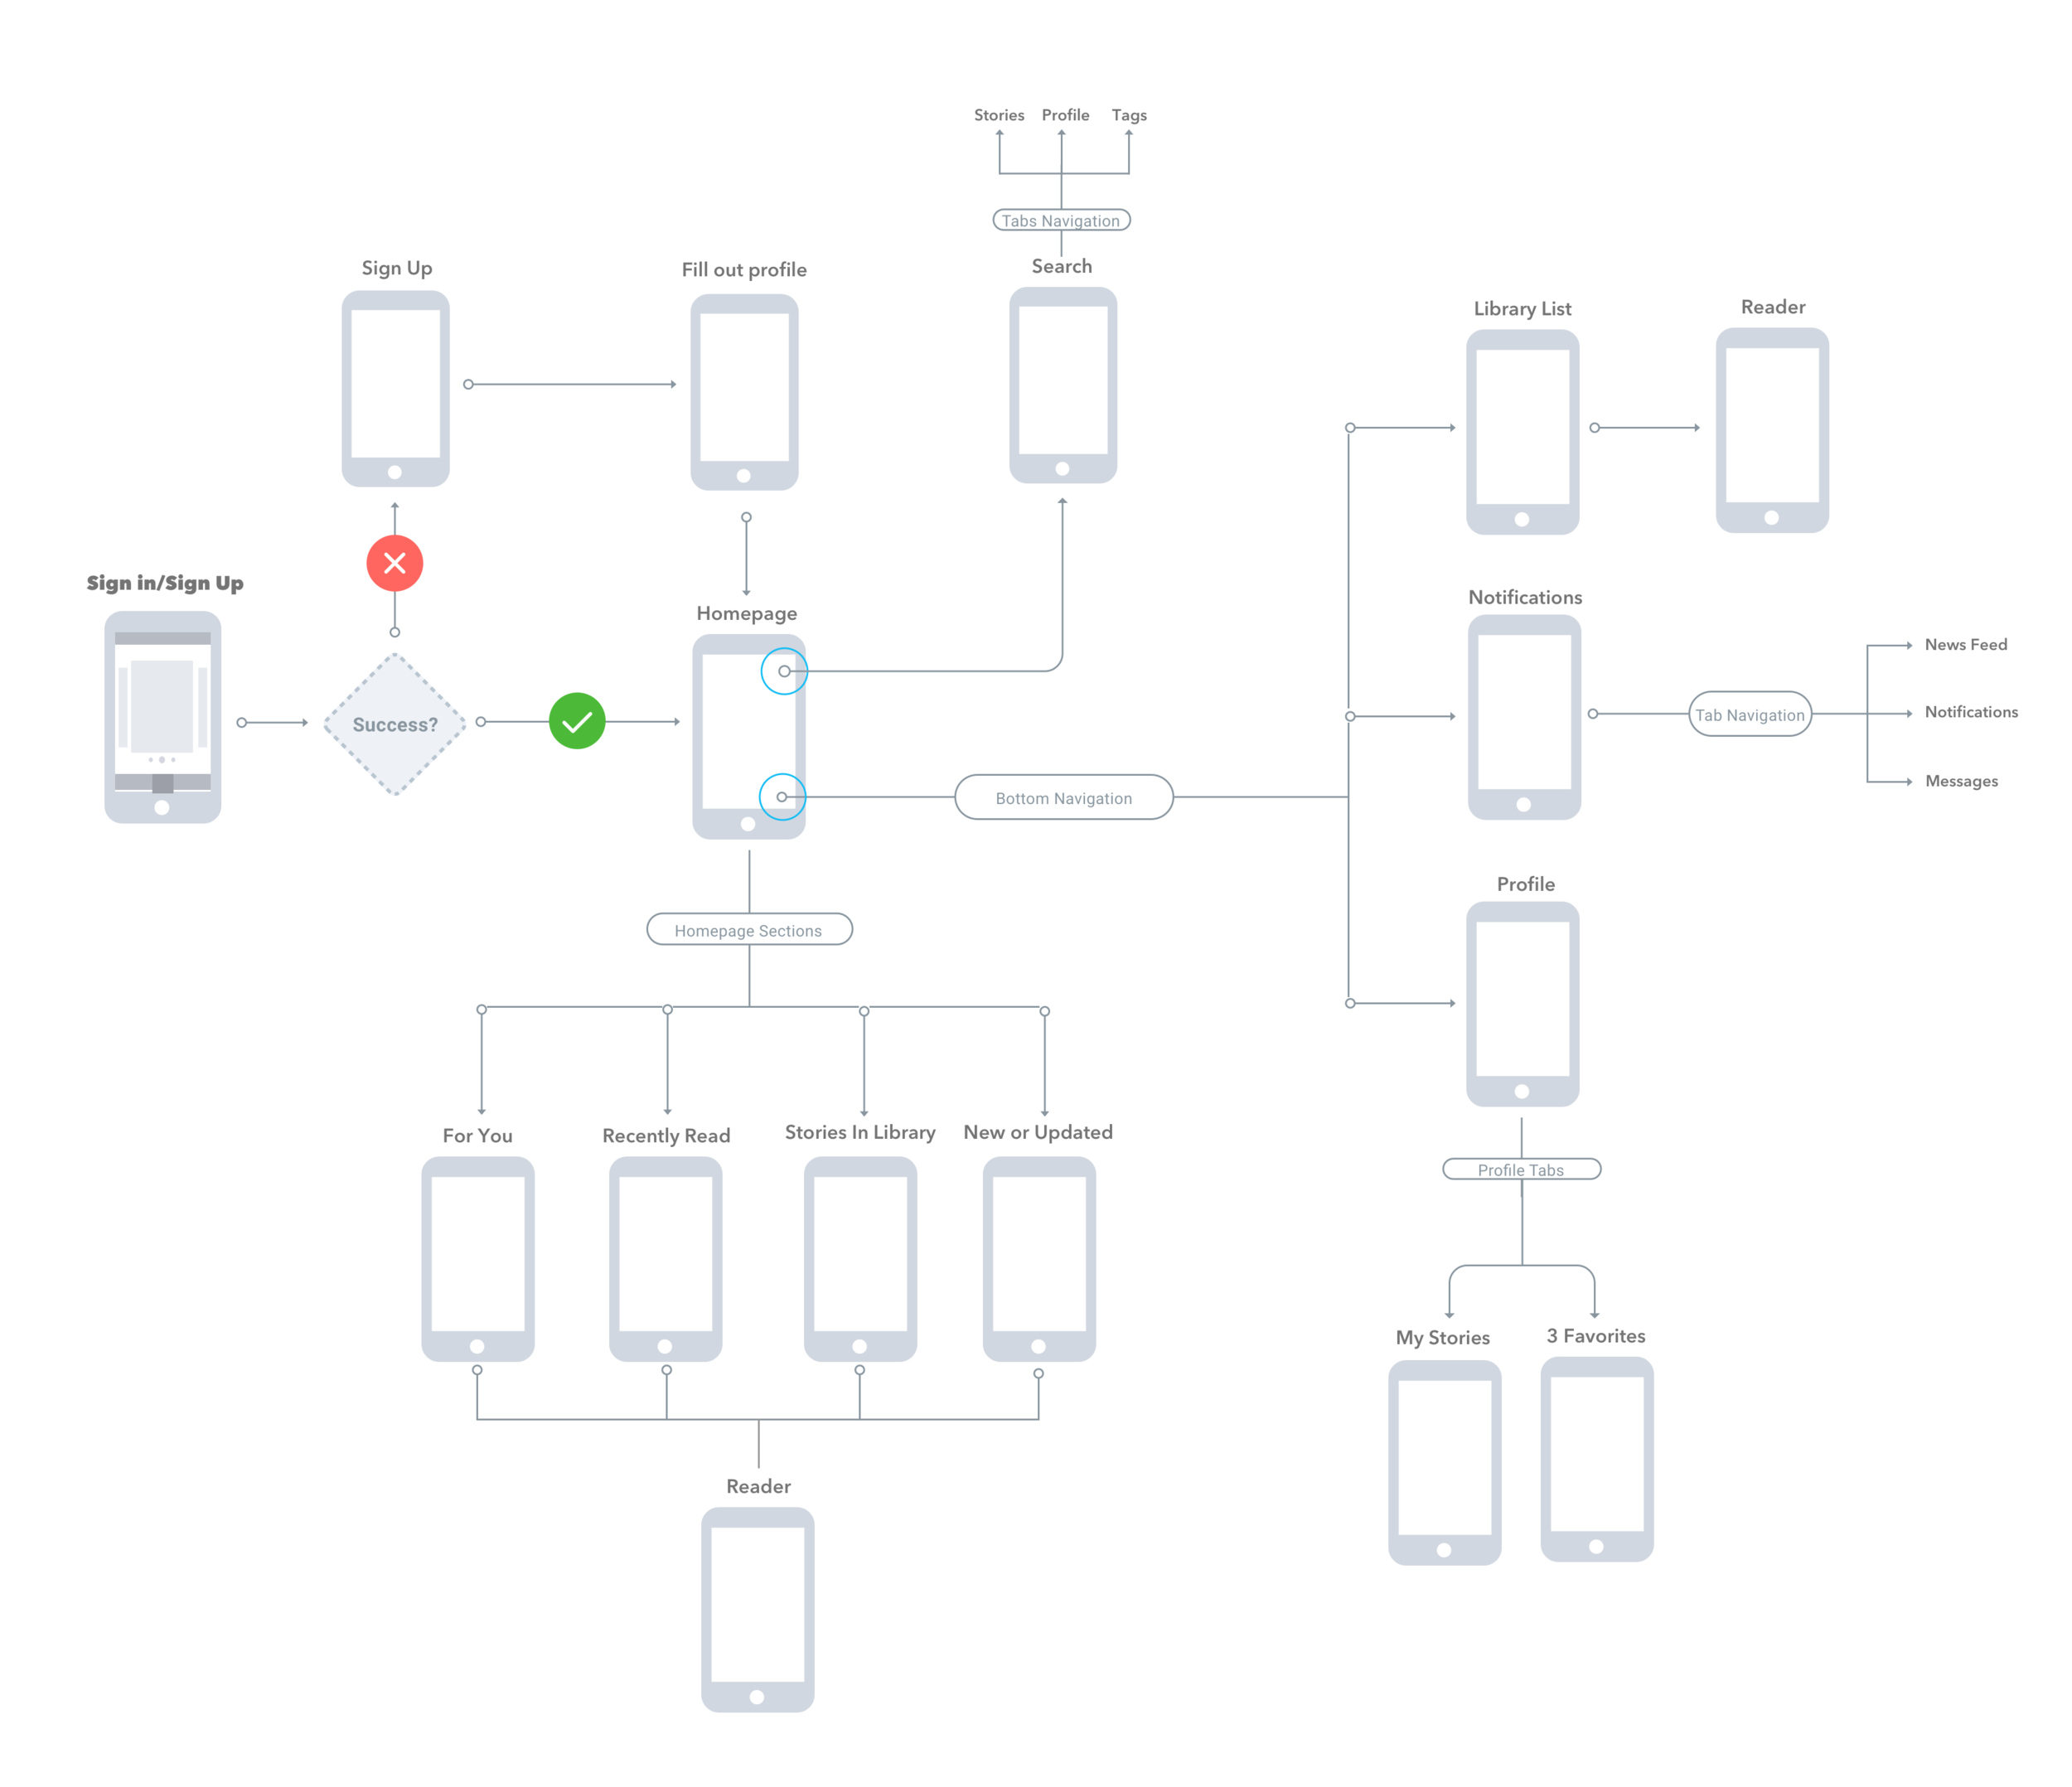 Stories Profile Tags
Tabs Navigation
Sign Up
Fill out profile
Search
Library List
Reader
Sign in/Sign Up
Success?
Homepage
Notifications
Tab Navigation
News Feed
Notifications
Messages
Bottom Navigation
Profile
Homepage Sections
For You
Recently Read
Stories In Library
New or Updated
Profile Tabs
My Stories
3 Favorites
Reader